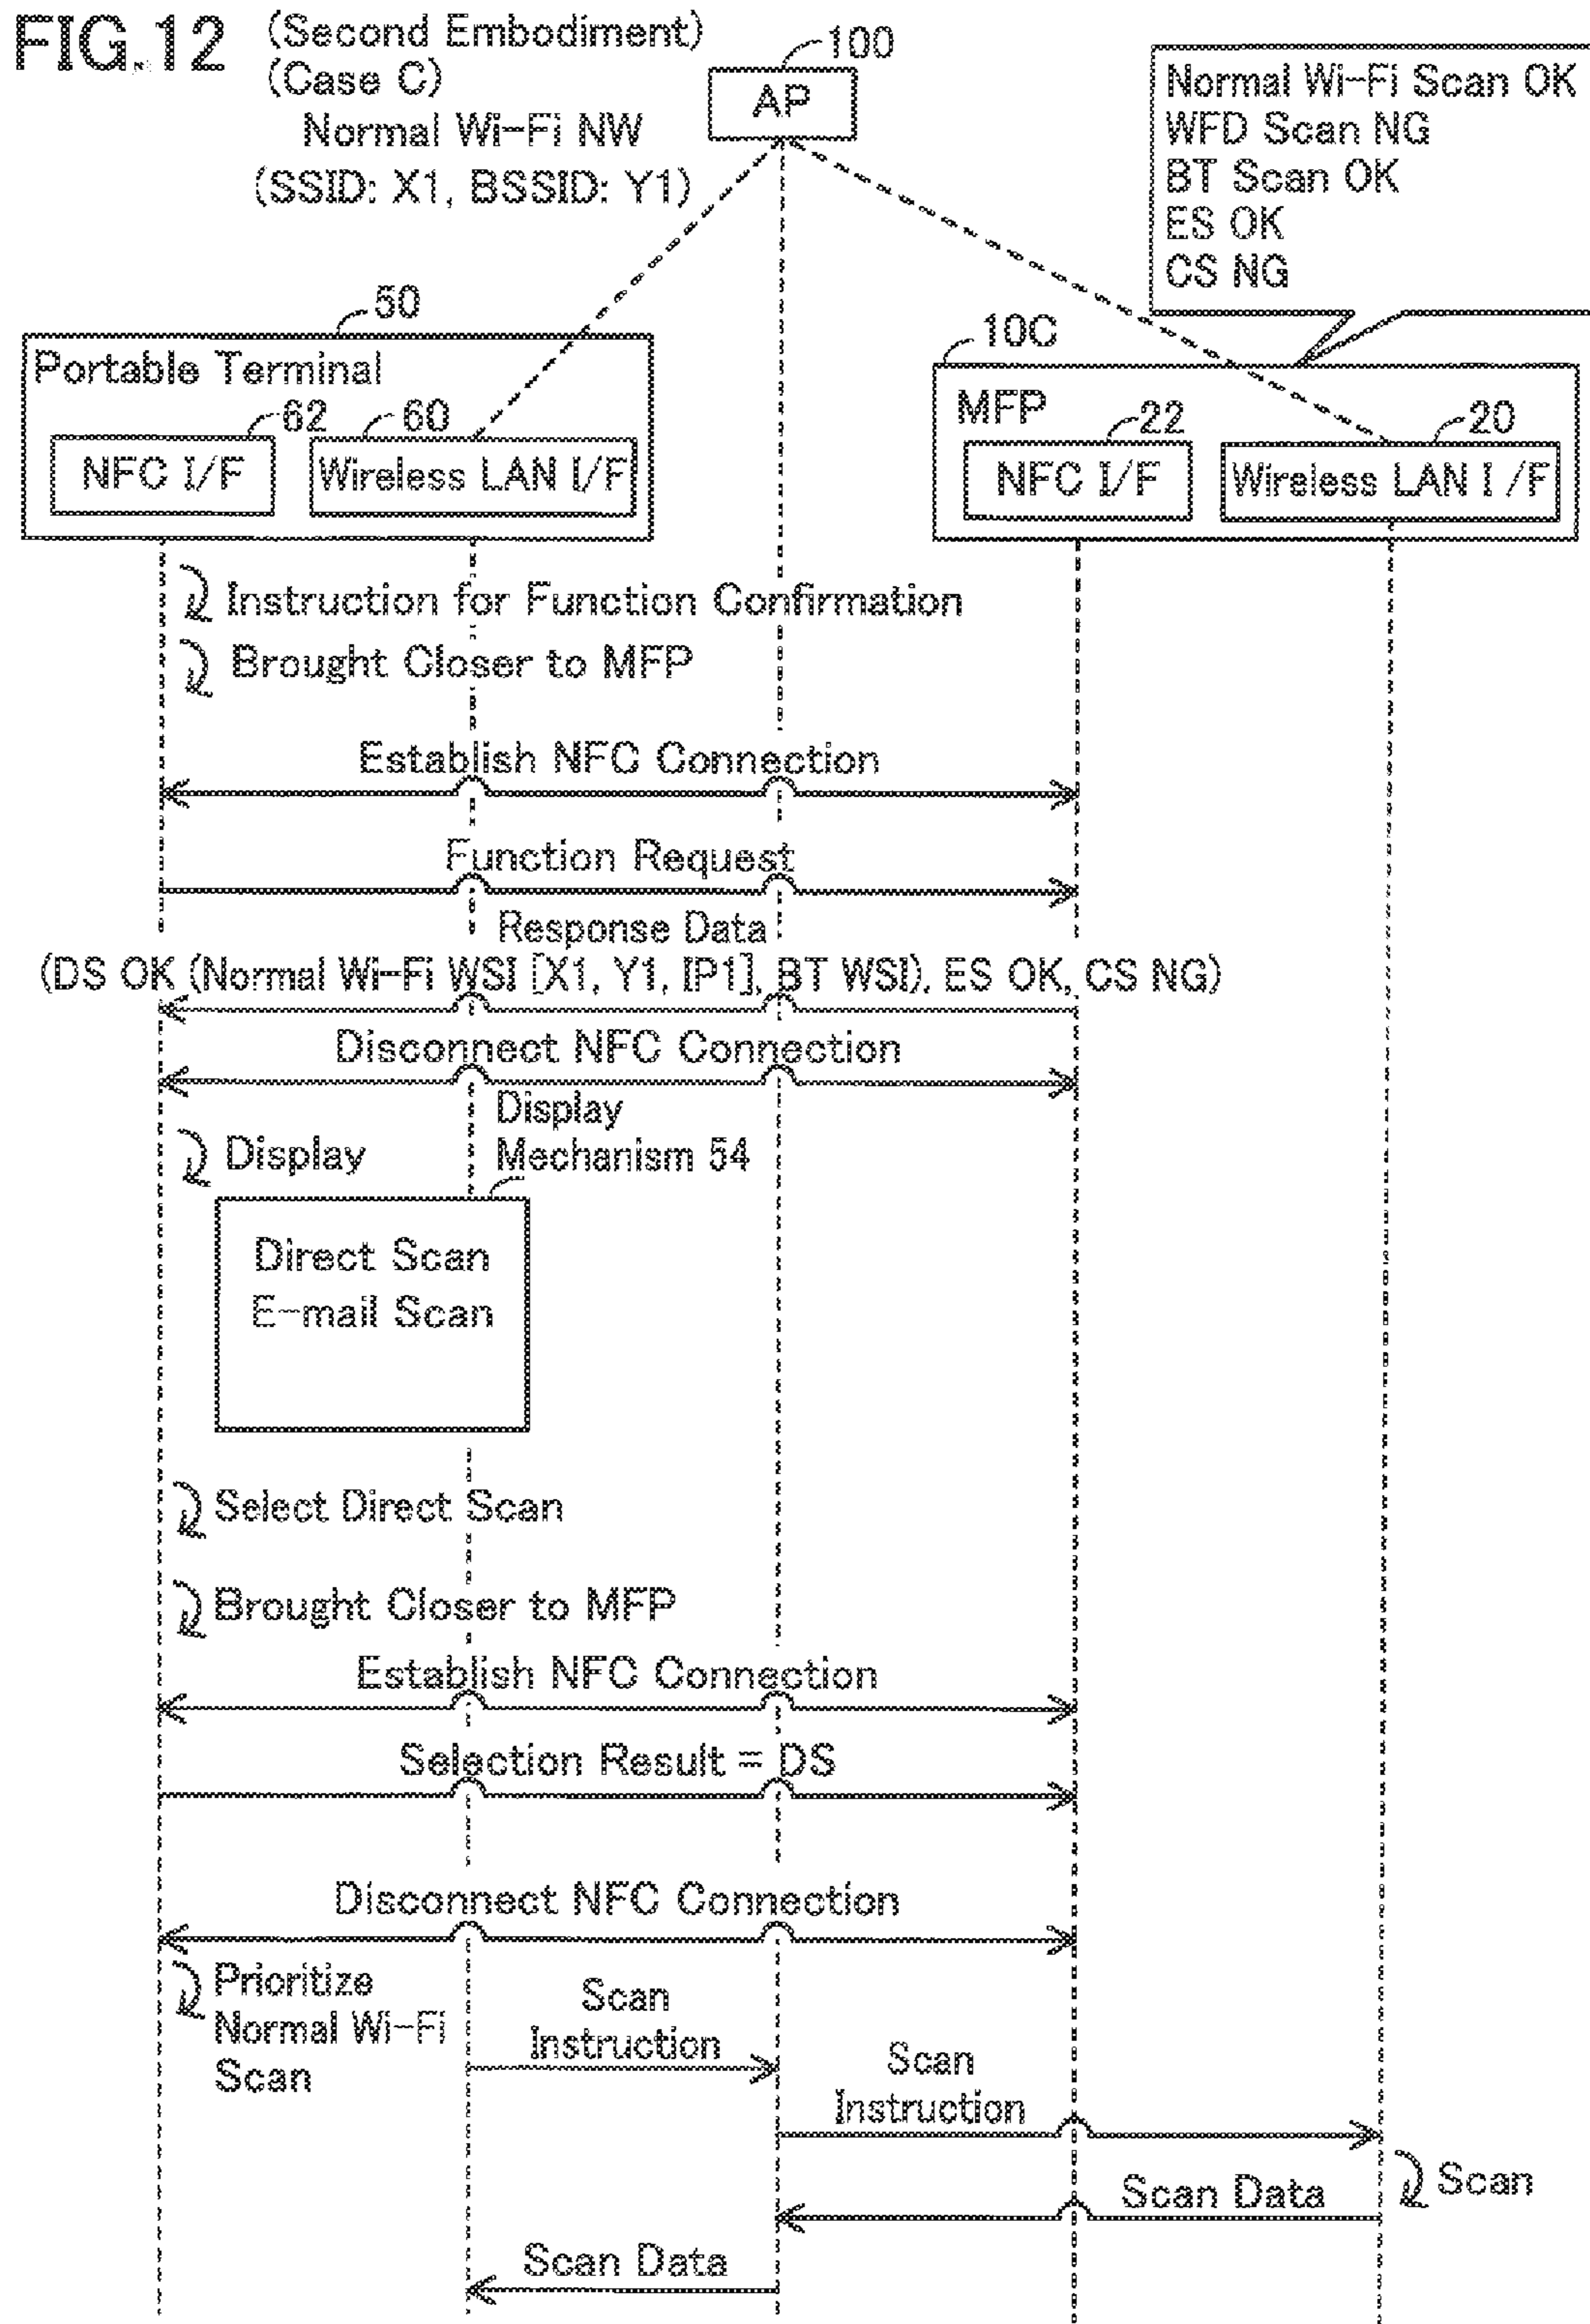 FIG.12
(Second Embodiment)
(Case C)
Normal Wi-Fi NW
(SSID: X1, BSSID: Y1)
100
AP
Normal Wi-Fi Scan OK
WFD Scan NG
BT Scan OK
ES OK
CS NG
50
Portable Terminal
62
60
NFC I/F
Wireless LAN I/F
10C
MFP
22
20
NFC I/F
Wireless LAN I/F
Instruction for Function Confirmation
Brought Closer to MFP
Establish NFC Connection
Function Request
Response Data
(DS OK (Normal Wi-Fi WSI [X1, Y1, IP1], BT WSI), ES OK, CS NG)
Disconnect NFC Connection
Display
Display
Mechanism 54
Direct Scan
E-mail Scan
Select Direct Scan
Brought Closer to MFP
Establish NFC Connection
Selection Result = DS
Disconnect NFC Connection
Prioritize
Normal Wi-Fi
Scan
Scan
Instruction
Scan
Instruction
Scan
Scan Data
Scan Data